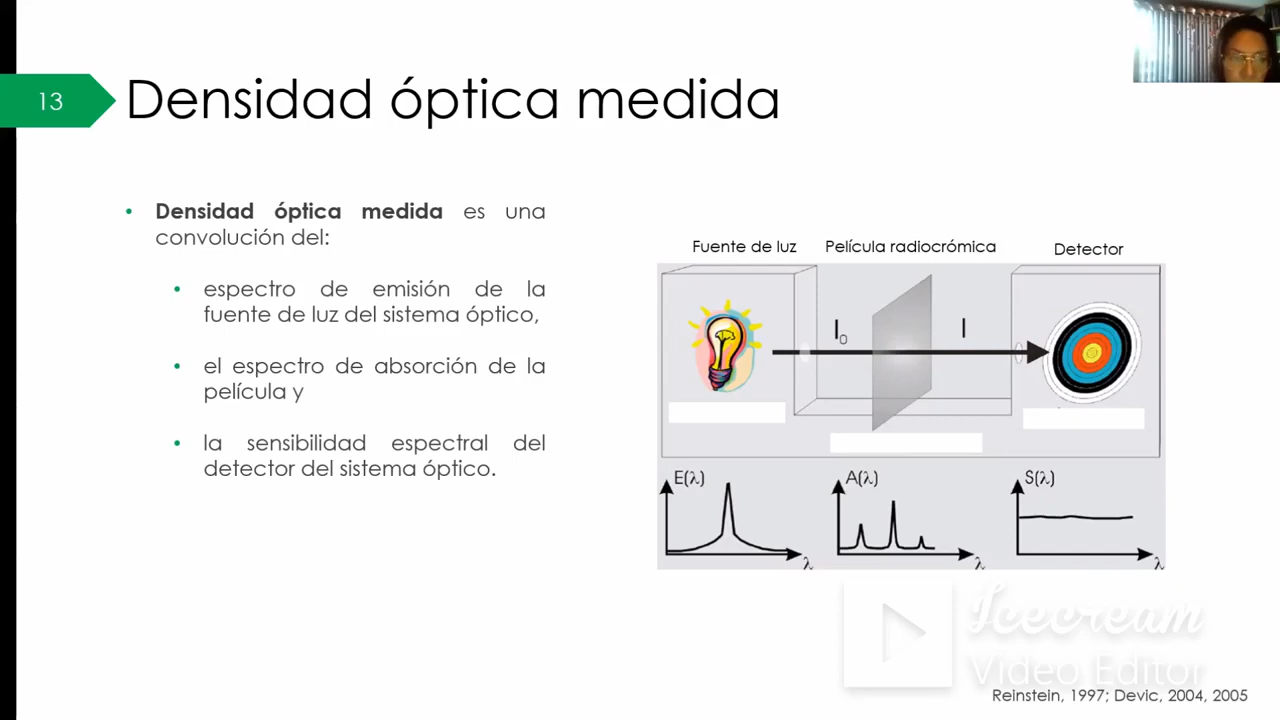 13
Densidad óptica medida
• Densidad óptica medida es una
convolución del:
• espectro de emisión de la
fuente de luz del sistema óptico,
• el espectro de absorción de la
película y
• la sensibilidad espectral del
detector del sistema óptico.
Fuente de luz Película radiocrómica Detector
I₀ I
E(λ) A(λ) S(λ)
λ λ λ
Icecream
Video Editor
Reinstein, 1997; Devic, 2004, 2005